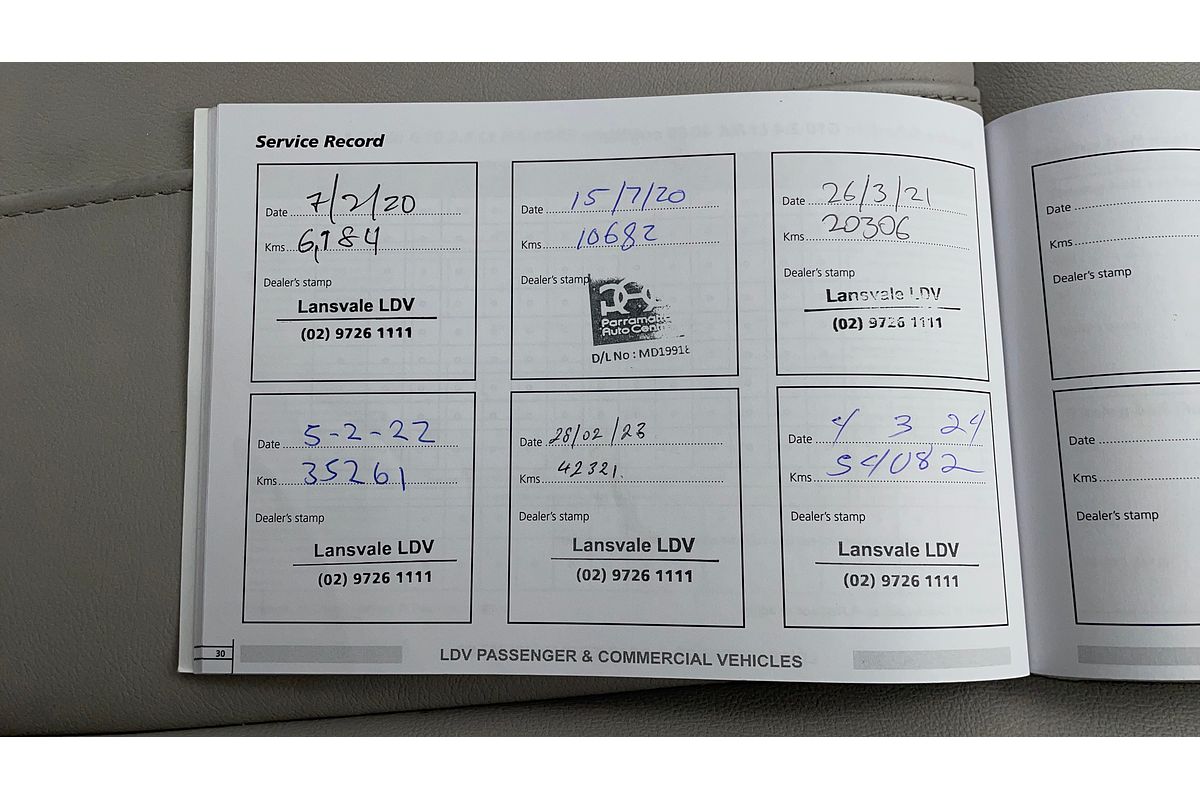 Service Record
Date 7/2/20
Kms 6,184
Dealer's stamp
Lansvale LDV
(02) 9726 1111
Date 15/7/20
Kms 10682
Dealer's stamp
Parramatta
Auto Centre
D/L No : MD19918
Date 26/3/21
Kms 20306
Dealer's stamp
Lansvale LDV
(02) 9726 1111
Date 5-2-22
Kms 35261
Dealer's stamp
Lansvale LDV
(02) 9726 1111
Date 28/02/23
Kms 42321.
Dealer's stamp
Lansvale LDV
(02) 9726 1111
Date 4 3 24
Kms 54082
Dealer's stamp
Lansvale LDV
(02) 9726 1111
30
LDV PASSENGER & COMMERCIAL VEHICLES
Date
Kms
Dealer's stamp
Date
Kms
Dealer's stamp